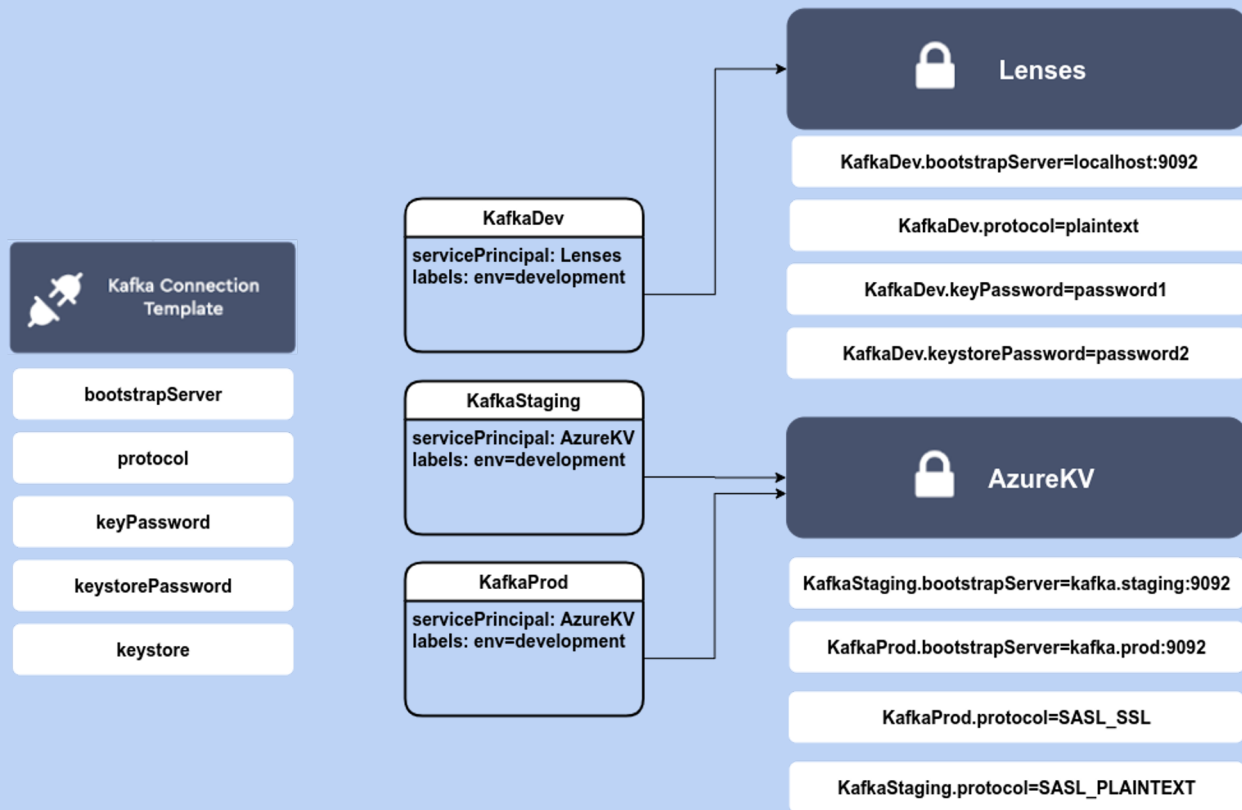 Kafka Connection
Template
bootstrapServer
protocol
keyPassword
keystorePassword
keystore
KafkaDev
servicePrincipal: Lenses
labels: env=development
KafkaStaging
servicePrincipal: AzureKV
labels: env=development
KafkaProd
servicePrincipal: AzureKV
labels: env=development
Lenses
KafkaDev.bootstrapServer=localhost:9092
KafkaDev.protocol=plaintext
KafkaDev.keyPassword=password1
KafkaDev.keystorePassword=password2
AzureKV
KafkaStaging.bootstrapServer=kafka.staging:9092
KafkaProd.bootstrapServer=kafka.prod:9092
KafkaProd.protocol=SASL_SSL
KafkaStaging.protocol=SASL_PLAINTEXT